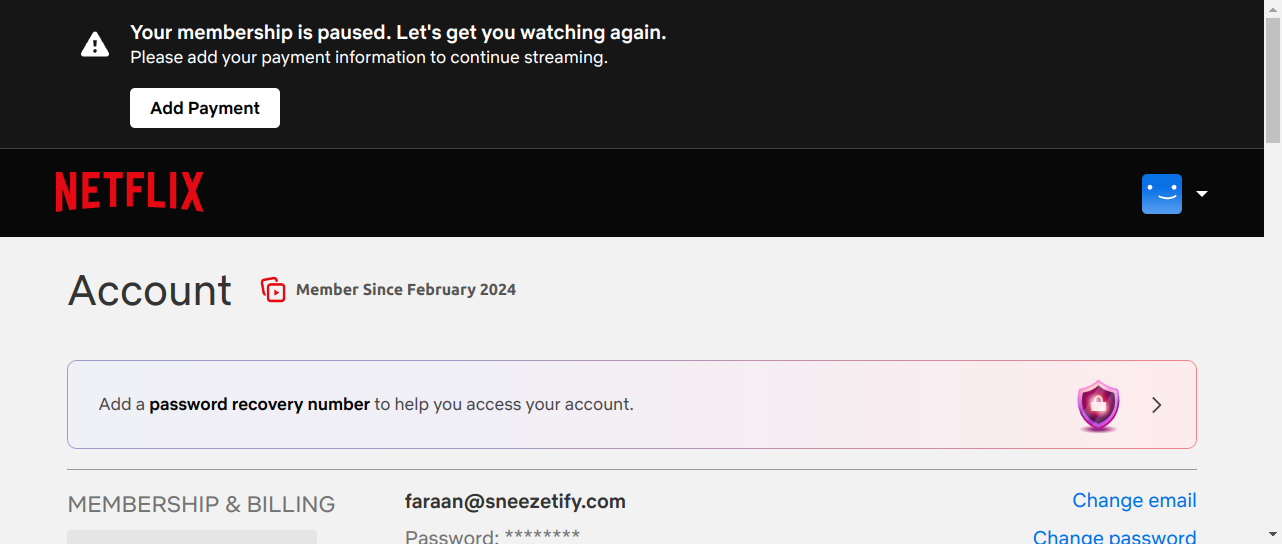 Your membership is paused. Let's get you watching again.
Please add your payment information to continue streaming.
Add Payment
NETFLIX
Account
Member Since February 2024
Add a password recovery number to help you access your account.
MEMBERSHIP & BILLING
faraan@sneezetify.com
Change email
Password: ********
Change password